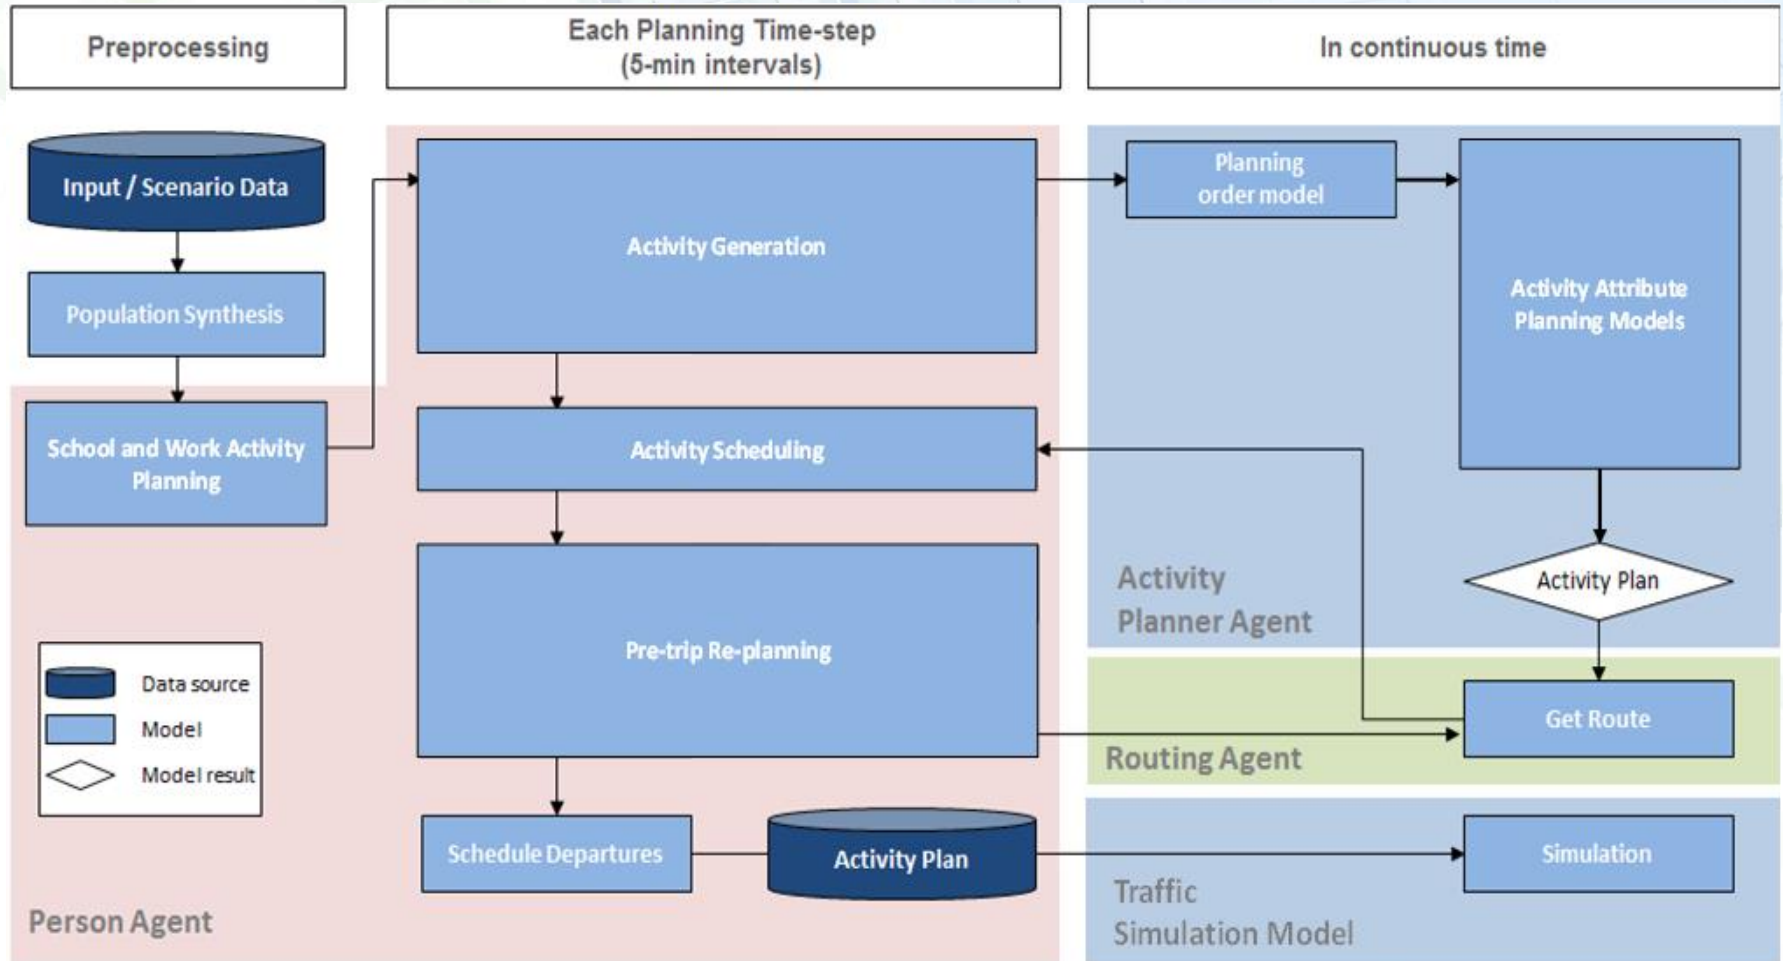 Preprocessing
Each Planning Time-step
(5-min intervals)
In continuous time
Input / Scenario Data
Population Synthesis
School and Work Activity
Planning
Data source
Model
Model result
Person Agent
Activity Generation
Activity Scheduling
Pre-trip Re-planning
Schedule Departures
Activity Plan
Planning
order model
Activity Attribute
Planning Models
Activity Plan
Activity
Planner Agent
Get Route
Routing Agent
Simulation
Traffic
Simulation Model